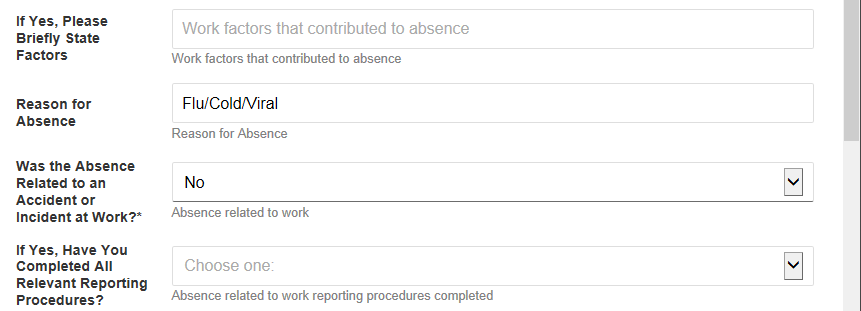 If Yes, Please
Briefly State
Factors
Work factors that contributed to absence
Work factors that contributed to absence
Reason for
Absence
Flu/Cold/Viral
Reason for Absence
Was the Absence
Related to an
Accident or
Incident at Work?*
No
Absence related to work
If Yes, Have You
Completed All
Relevant Reporting
Procedures?
Choose one:
Absence related to work reporting procedures completed